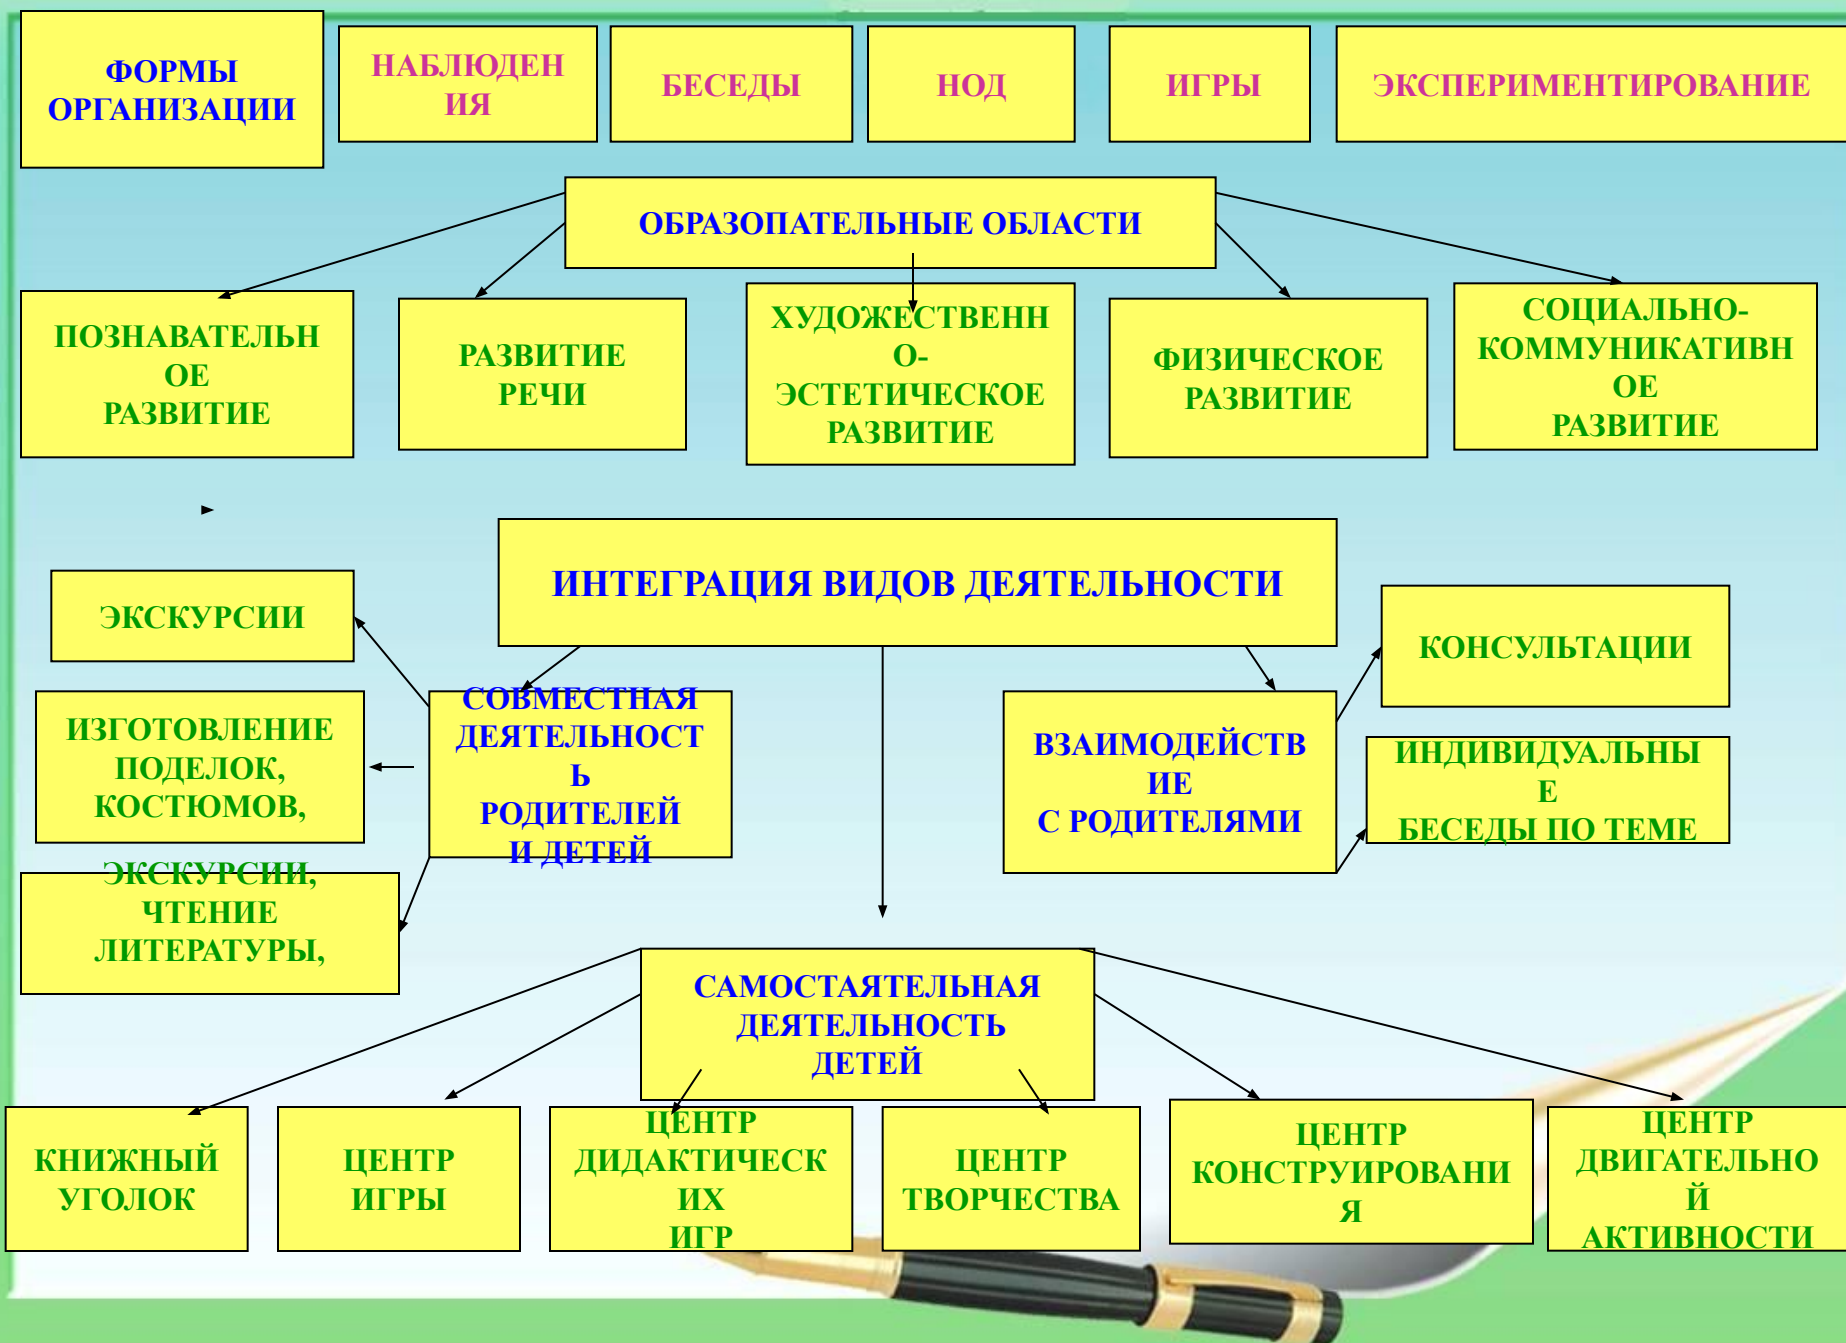 ФОРМЫ
ОРГАНИЗАЦИИ
НАБЛЮДЕН
ИЯ
БЕСЕДЫ
НОД
ИГРЫ
ЭКСПЕРИМЕНТИРОВАНИЕ
ОБРАЗОПАТЕЛЬНЫЕ ОБЛАСТИ
ПОЗНАВАТЕЛЬН
ОЕ
РАЗВИТИЕ
РАЗВИТИЕ
РЕЧИ
ХУДОЖЕСТВЕНН
О-
ЭСТЕТИЧЕСКОЕ
РАЗВИТИЕ
ФИЗИЧЕСКОЕ
РАЗВИТИЕ
СОЦИАЛЬНО-
КОММУНИКАТИВН
ОЕ
РАЗВИТИЕ
ИНТЕГРАЦИЯ ВИДОВ ДЕЯТЕЛЬНОСТИ
ЭКСКУРСИИ
ИЗГОТОВЛЕНИЕ
ПОДЕЛОК,
КОСТЮМОВ,
ЭКСКУРСИИ,
ЧТЕНИЕ
ЛИТЕРАТУРЫ,
СОВМЕСТНАЯ
ДЕЯТЕЛЬНОСТ
Ь
РОДИТЕЛЕЙ
И ДЕТЕЙ
ВЗАИМОДЕЙСТВ
ИЕ
С РОДИТЕЛЯМИ
КОНСУЛЬТАЦИИ
ИНДИВИДУАЛЬНЫ
Е
БЕСЕДЫ ПО ТЕМЕ
САМОСТАЯТЕЛЬНАЯ
ДЕЯТЕЛЬНОСТЬ
ДЕТЕЙ
КНИЖНЫЙ
УГОЛОК
ЦЕНТР
ИГРЫ
ЦЕНТР
ДИДАКТИЧЕСК
ИХ
ИГР
ЦЕНТР
ТВОРЧЕСТВА
ЦЕНТР
КОНСТРУИРОВАНИ
Я
ЦЕНТР
ДВИГАТЕЛЬНО
Й
АКТИВНОСТИ